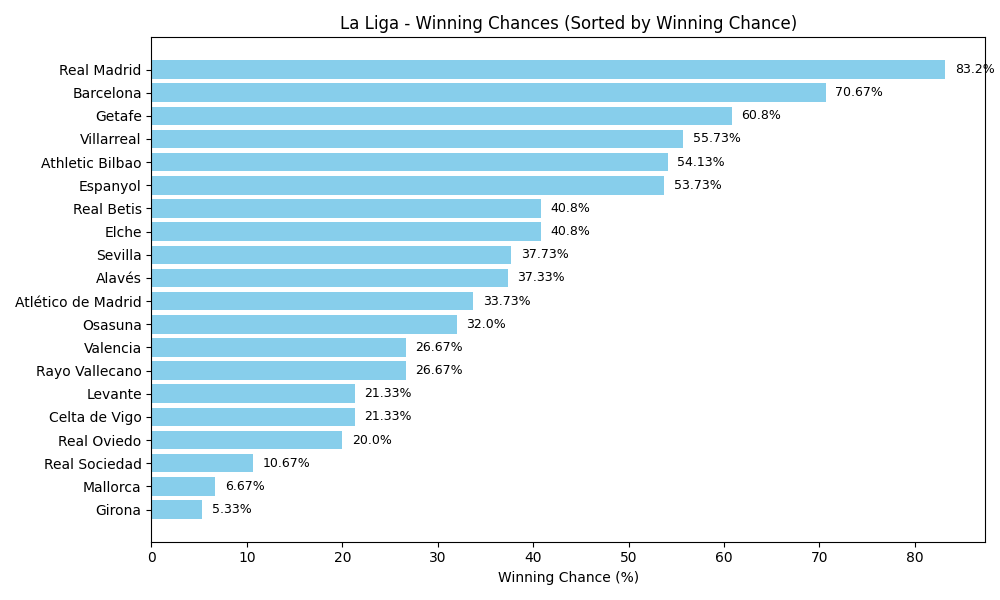 La Liga - Winning Chances (Sorted by Winning Chance)
Real Madrid 83.2%
Barcelona 70.67%
Getafe 60.8%
Villarreal 55.73%
Athletic Bilbao 54.13%
Espanyol 53.73%
Real Betis 40.8%
Elche 40.8%
Sevilla 37.73%
Alavés 37.33%
Atlético de Madrid 33.73%
Osasuna 32.0%
Valencia 26.67%
Rayo Vallecano 26.67%
Levante 21.33%
Celta de Vigo 21.33%
Real Oviedo 20.0%
Real Sociedad 10.67%
Mallorca 6.67%
Girona 5.33%
0 10 20 30 40 50 60 70 80
Winning Chance (%)